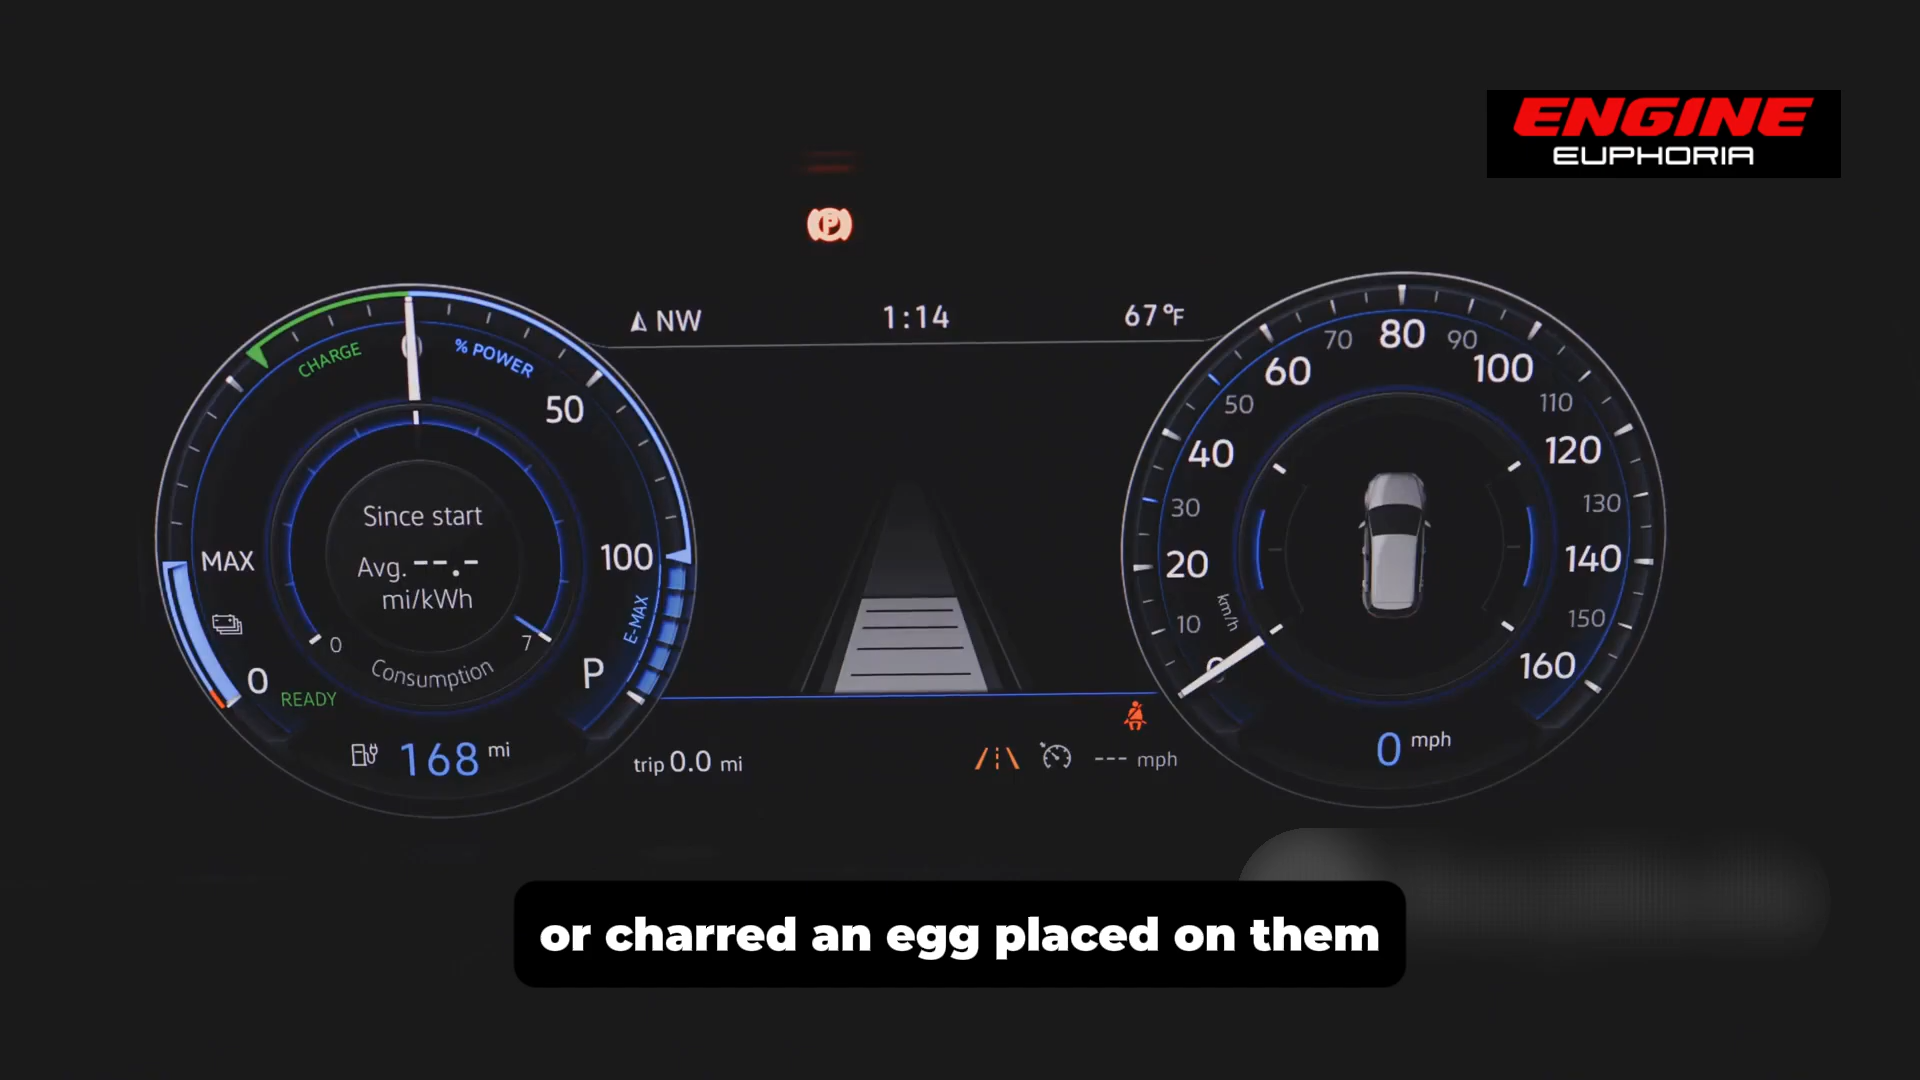 ENGINE
EUPHORIA
P
NW
1:14
67°F
CHARGE
0
% POWER
50
100
E-MAX
P
MAX
0
READY
Since start
Avg. --.-
mi/kWh
0
7
Consumption
168 mi
trip 0.0 mi
--- mph
0
10
20
30
40
50
60
70
80
90
100
110
120
130
140
150
160
km/h
0 mph
or charred an egg placed on them